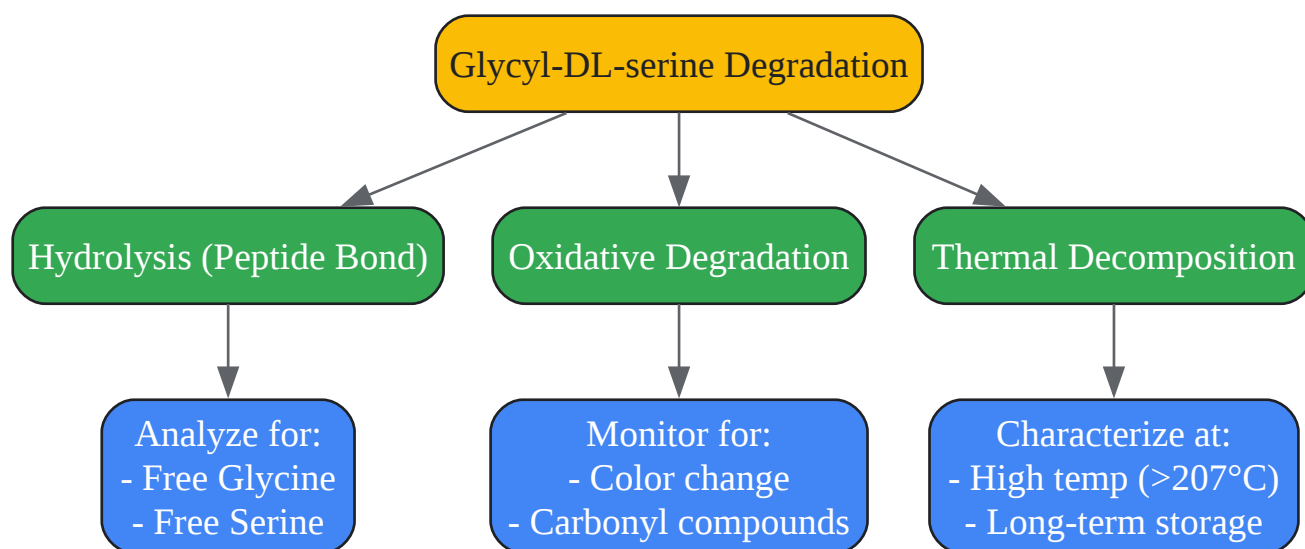 Glycyl-DL-serine Degradation
Hydrolysis (Peptide Bond)
Oxidative Degradation
Thermal Decomposition
Analyze for:
- Free Glycine
- Free Serine
Monitor for:
- Color change
- Carbonyl compounds
Characterize at:
- High temp (>207°C)
- Long-term storage